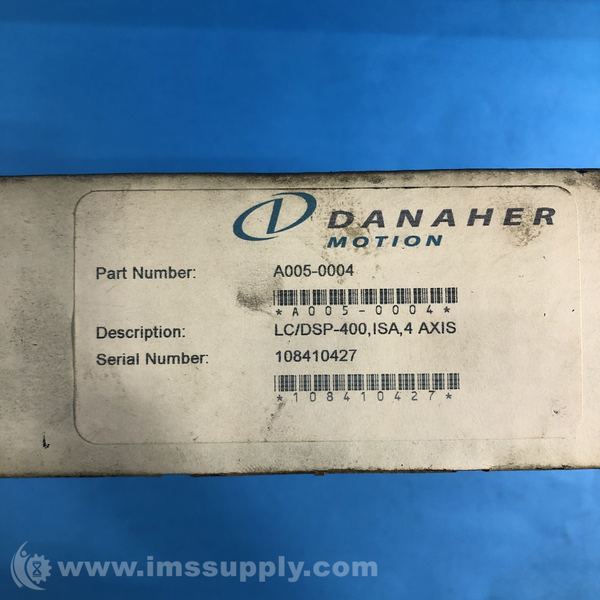 DANAHER
MOTION
Part Number: A005-0004
*A005-0004*
Description: LC/DSP-400,ISA,4 AXIS
Serial Number: 108410427
*108410427*
www.imssupply.com